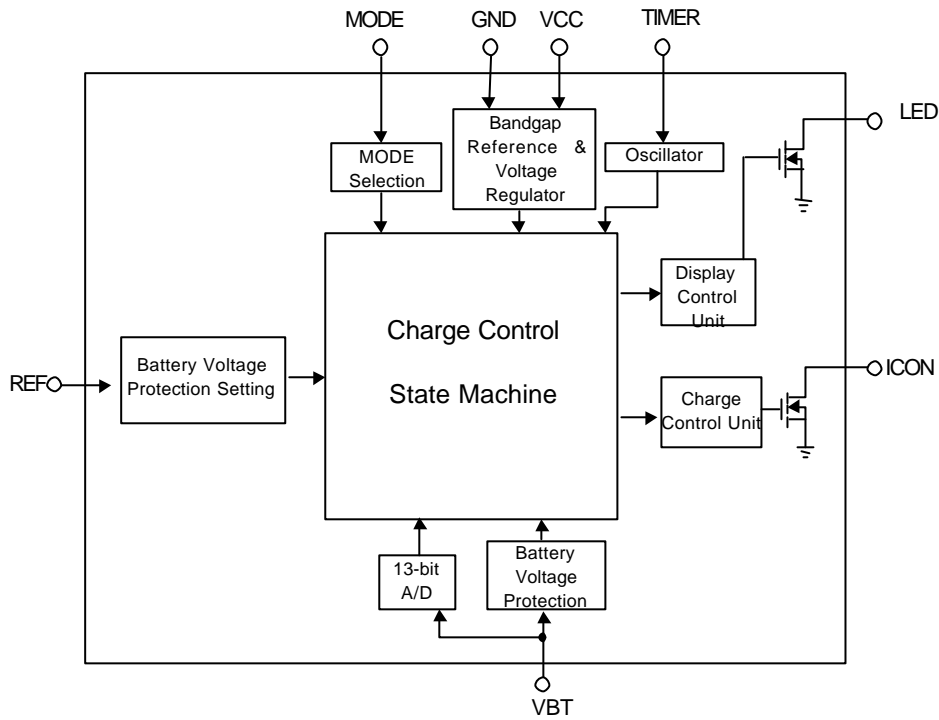 MODE
GND
VCC
TIMER
LED
Bandgap
Reference &
Voltage
Regulator
MODE
Selection
Oscillator
Display
Control
Unit
Charge Control
State Machine
Battery Voltage
Protection Setting
REF
ICON
Charge
Control Unit
13-bit
A/D
Battery
Voltage
Protection
VBT